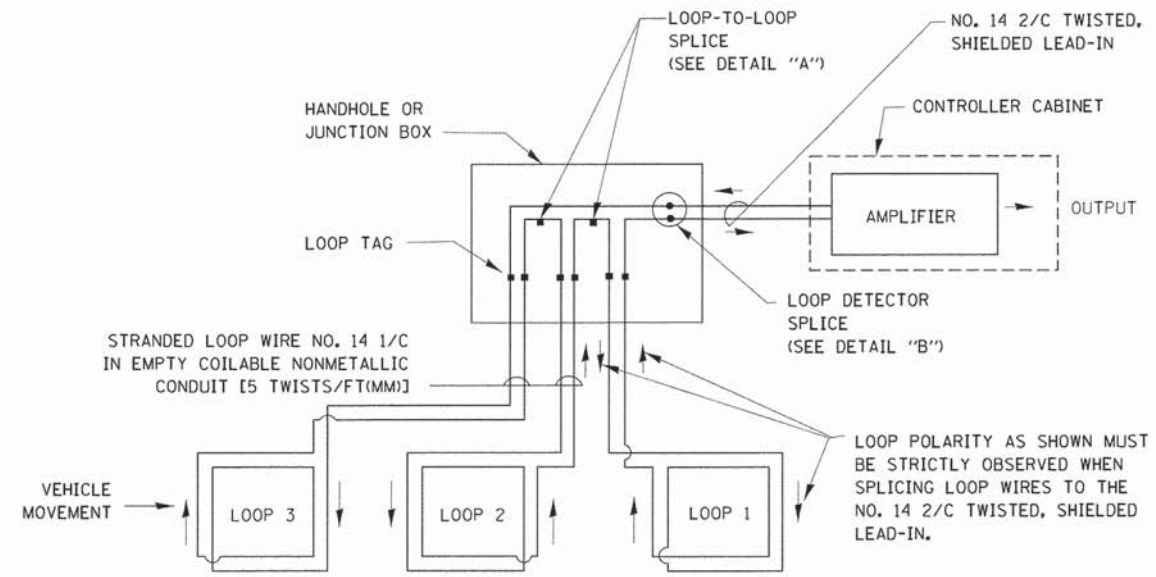 LOOP-TO-LOOP
SPLICE
(SEE DETAIL "A")
NO. 14 2/C TWISTED,
SHIELDED LEAD-IN
HANDHOLE OR
JUNCTION BOX
CONTROLLER CABINET
AMPLIFIER
OUTPUT
LOOP TAG
LOOP DETECTOR
SPLICE
(SEE DETAIL "B")
STRANDED LOOP WIRE NO. 14 1/C
IN EMPTY COILABLE NONMETALLIC
CONDUIT [5 TWISTS/FT(MM)]
LOOP POLARITY AS SHOWN MUST
BE STRICTLY OBSERVED WHEN
SPLICING LOOP WIRES TO THE
NO. 14 2/C TWISTED, SHIELDED
LEAD-IN.
VEHICLE
MOVEMENT
LOOP 3
LOOP 2
LOOP 1